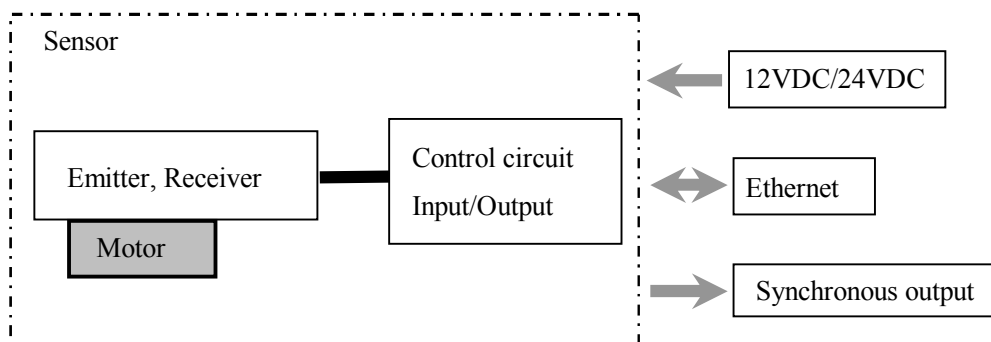 Sensor
12VDC/24VDC
Emitter, Receiver
Control circuit
Input/Output
Ethernet
Motor
Synchronous output